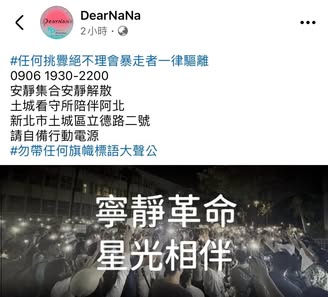 DearNaNa
2小時
#任何挑釁絕不理會暴走者一律驅離
0906 1930-2200
安靜集合安靜解散
土城看守所陪伴阿北
新北市土城區立德路二號
請自備行動電源
#勿帶任何旗幟標語大聲公
寧靜革命
星光相伴